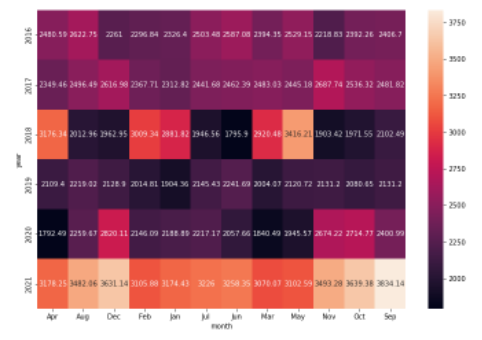 2016 2480.59 2622.75 2261 2296.84 2326.4 2503.48 2587.08 2394.35 2529.15 2218.83 2392.26 2406.7
2017 2349.46 2496.49 2616.98 2367.71 2312.82 2441.68 2462.39 2483.03 2445.18 2687.74 2536.32 2481.82
2018 3176.34 2012.96 1962.95 3009.34 2881.82 1946.56 1795.9 2920.48 3416.21 1903.42 1971.55 2102.49
2019 2109.4 2219.02 2128.9 2014.81 1904.36 2145.43 2241.69 2004.07 2120.72 2131.2 2080.65 2131.2
2020 1792.49 2259.67 2820.11 2146.09 2188.89 2217.17 2057.66 1840.49 1945.57 2674.22 2714.77 2400.99
2021 3178.25 3482.06 3631.14 3105.88 3174.43 3226 3258.35 3070.07 3102.59 3493.28 3639.38 3834.14
Apr Aug Dec Feb Jan Jul Jun Mar May Nov Oct Sep
month
year
3750
3500
3250
3000
2750
2500
2250
2000